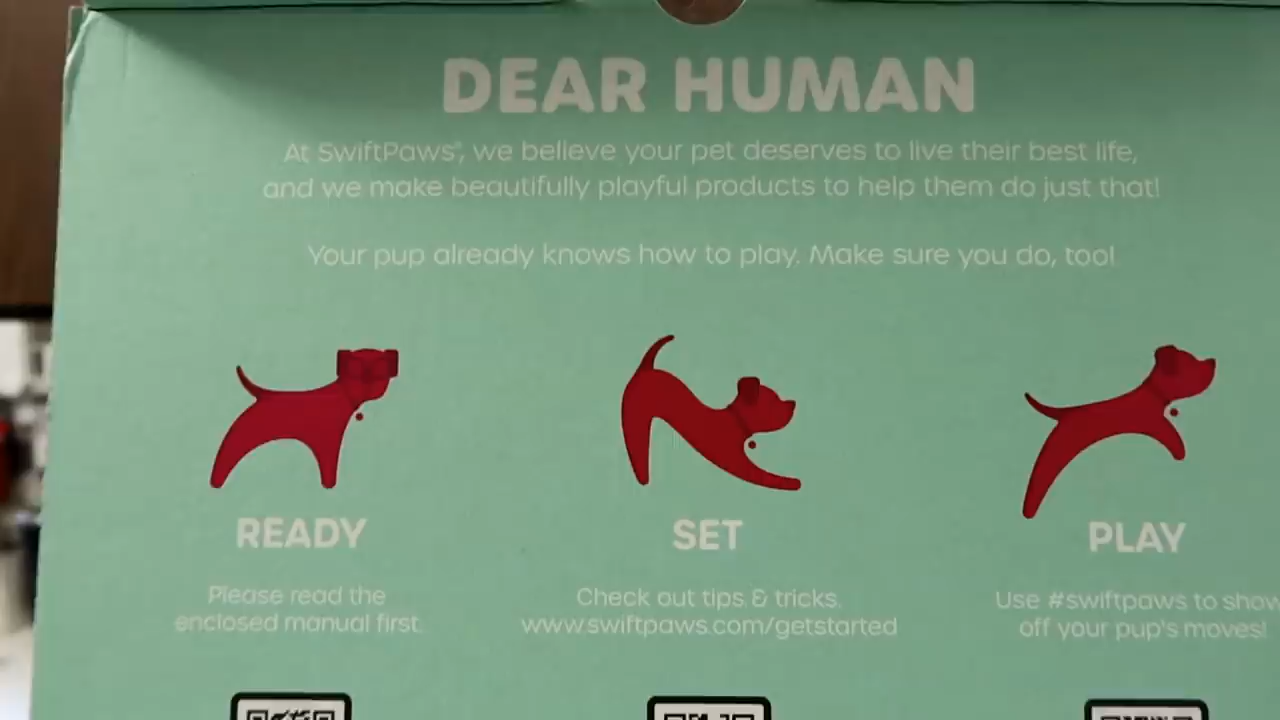 DEAR HUMAN
At SwiftPaws®, we believe your pet deserves to live their best life,
and we make beautifully playful products to help them do just that!
Your pup already knows how to play. Make sure you do, too!
READY
SET
PLAY
Please read the
enclosed manual first.
Check out tips & tricks.
www.swiftpaws.com/getstarted
Use #swiftpaws to show
off your pup's moves!